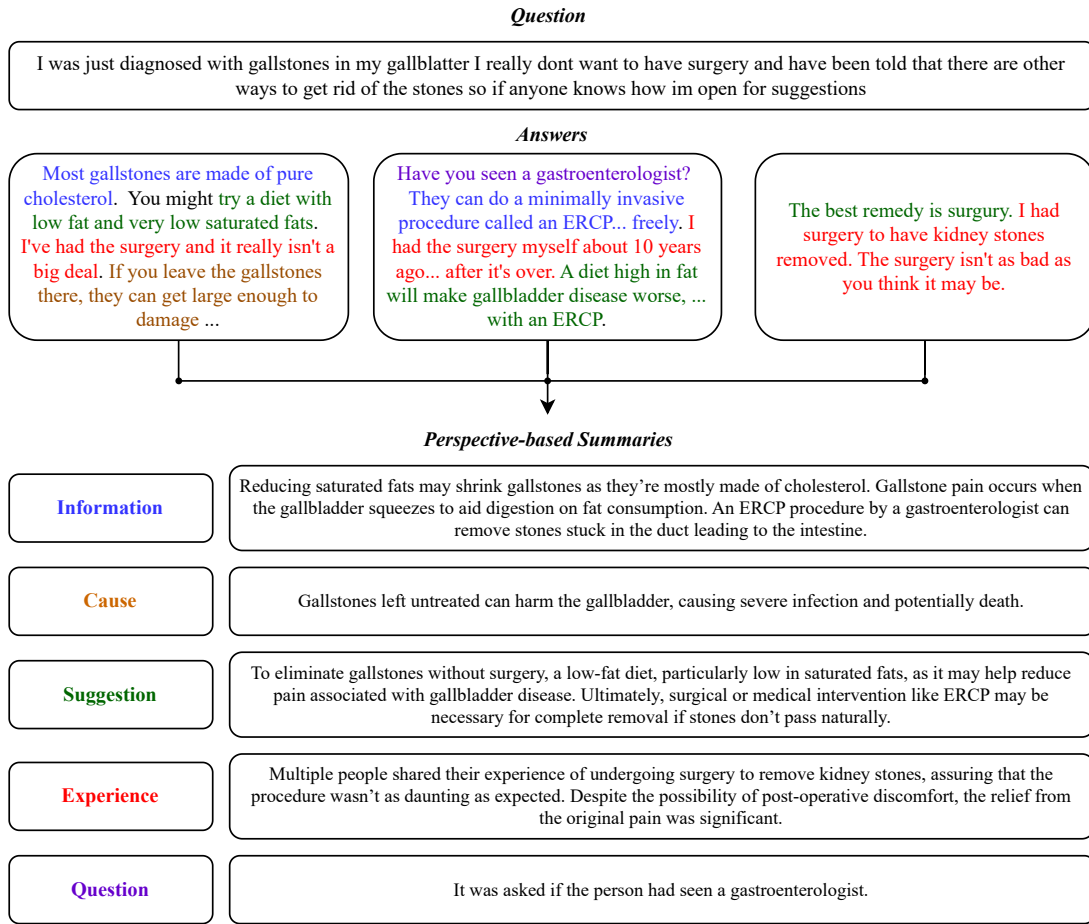 Question
I was just diagnosed with gallstones in my gallblatter I really dont want to have surgery and have been told that there are other
ways to get rid of the stones so if anyone knows how im open for suggestions
Answers
Most gallstones are made of pure
cholesterol. You might try a diet with
low fat and very low saturated fats.
I've had the surgery and it really isn't a
big deal. If you leave the gallstones
there, they can get large enough to
damage ...
Have you seen a gastroenterologist?
They can do a minimally invasive
procedure called an ERCP... freely. I
had the surgery myself about 10 years
ago... after it's over. A diet high in fat
will make gallbladder disease worse, ...
with an ERCP.
The best remedy is surgury. I had
surgery to have kidney stones
removed. The surgery isn't as bad as
you think it may be.
Perspective-based Summaries
Information
Reducing saturated fats may shrink gallstones as they're mostly made of cholesterol. Gallstone pain occurs when
the gallbladder squeezes to aid digestion on fat consumption. An ERCP procedure by a gastroenterologist can
remove stones stuck in the duct leading to the intestine.
Cause
Gallstones left untreated can harm the gallbladder, causing severe infection and potentially death.
Suggestion
To eliminate gallstones without surgery, a low-fat diet, particularly low in saturated fats, as it may help reduce
pain associated with gallbladder disease. Ultimately, surgical or medical intervention like ERCP may be
necessary for complete removal if stones don't pass naturally.
Experience
Multiple people shared their experience of undergoing surgery to remove kidney stones, assuring that the
procedure wasn't as daunting as expected. Despite the possibility of post-operative discomfort, the relief from
the original pain was significant.
Question
It was asked if the person had seen a gastroenterologist.